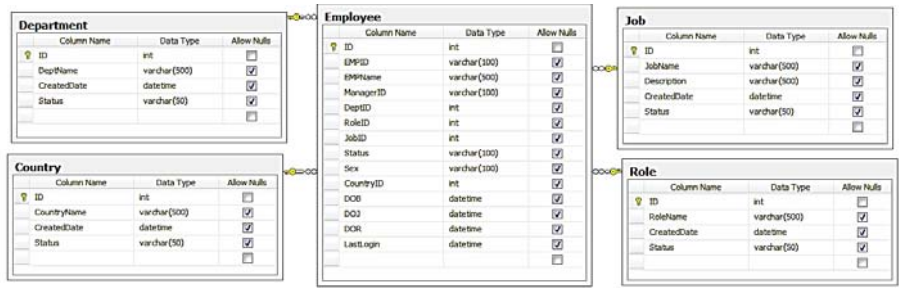 Department
Column Name Data Type Allow Nulls
ID int
DeptName varchar(500)
CreatedDate datetime
Status varchar(50)
Employee
Column Name Data Type Allow Nulls
ID int
EMPID varchar(100)
EMPName varchar(500)
ManagerID varchar(100)
DeptID int
RoleID int
JobID int
Status varchar(100)
Sex varchar(100)
CountryID int
DOB datetime
DOJ datetime
DOR datetime
LastLogin datetime
Job
Column Name Data Type Allow Nulls
ID int
JobName varchar(500)
Description varchar(500)
CreatedDate datetime
Status varchar(50)
Country
Column Name Data Type Allow Nulls
ID int
CountryName varchar(500)
CreatedDate datetime
Status varchar(50)
Role
Column Name Data Type Allow Nulls
ID int
RoleName varchar(500)
CreatedDate datetime
Status varchar(50)